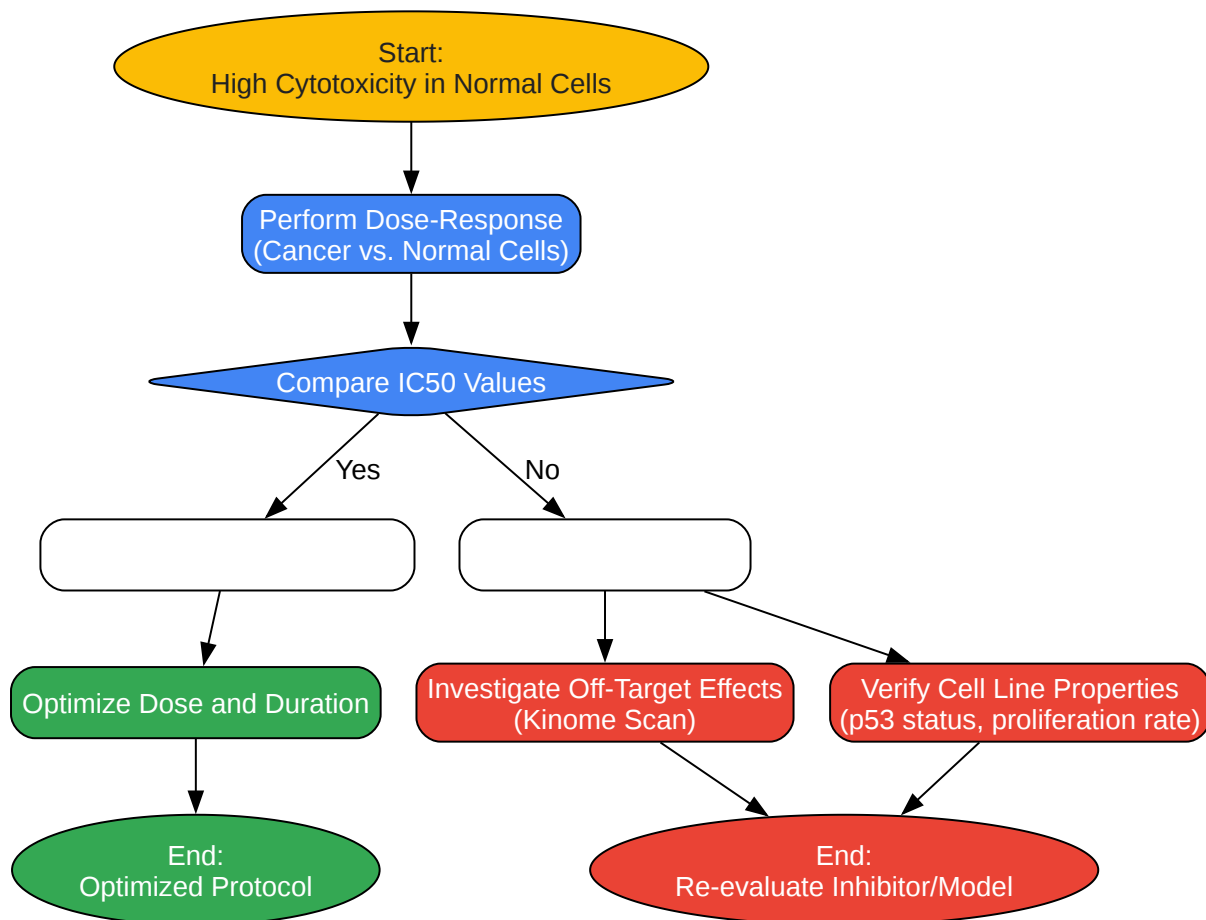 Start:
High Cytotoxicity in Normal Cells
Perform Dose-Response
(Cancer vs. Normal Cells)
Compare IC50 Values
Yes
No
Investigate Off-Target Effects
(Kinome Scan)
Verify Cell Line Properties
(p53 status, proliferation rate)
Optimize Dose and Duration
End:
Optimized Protocol
End:
Re-evaluate Inhibitor/Model